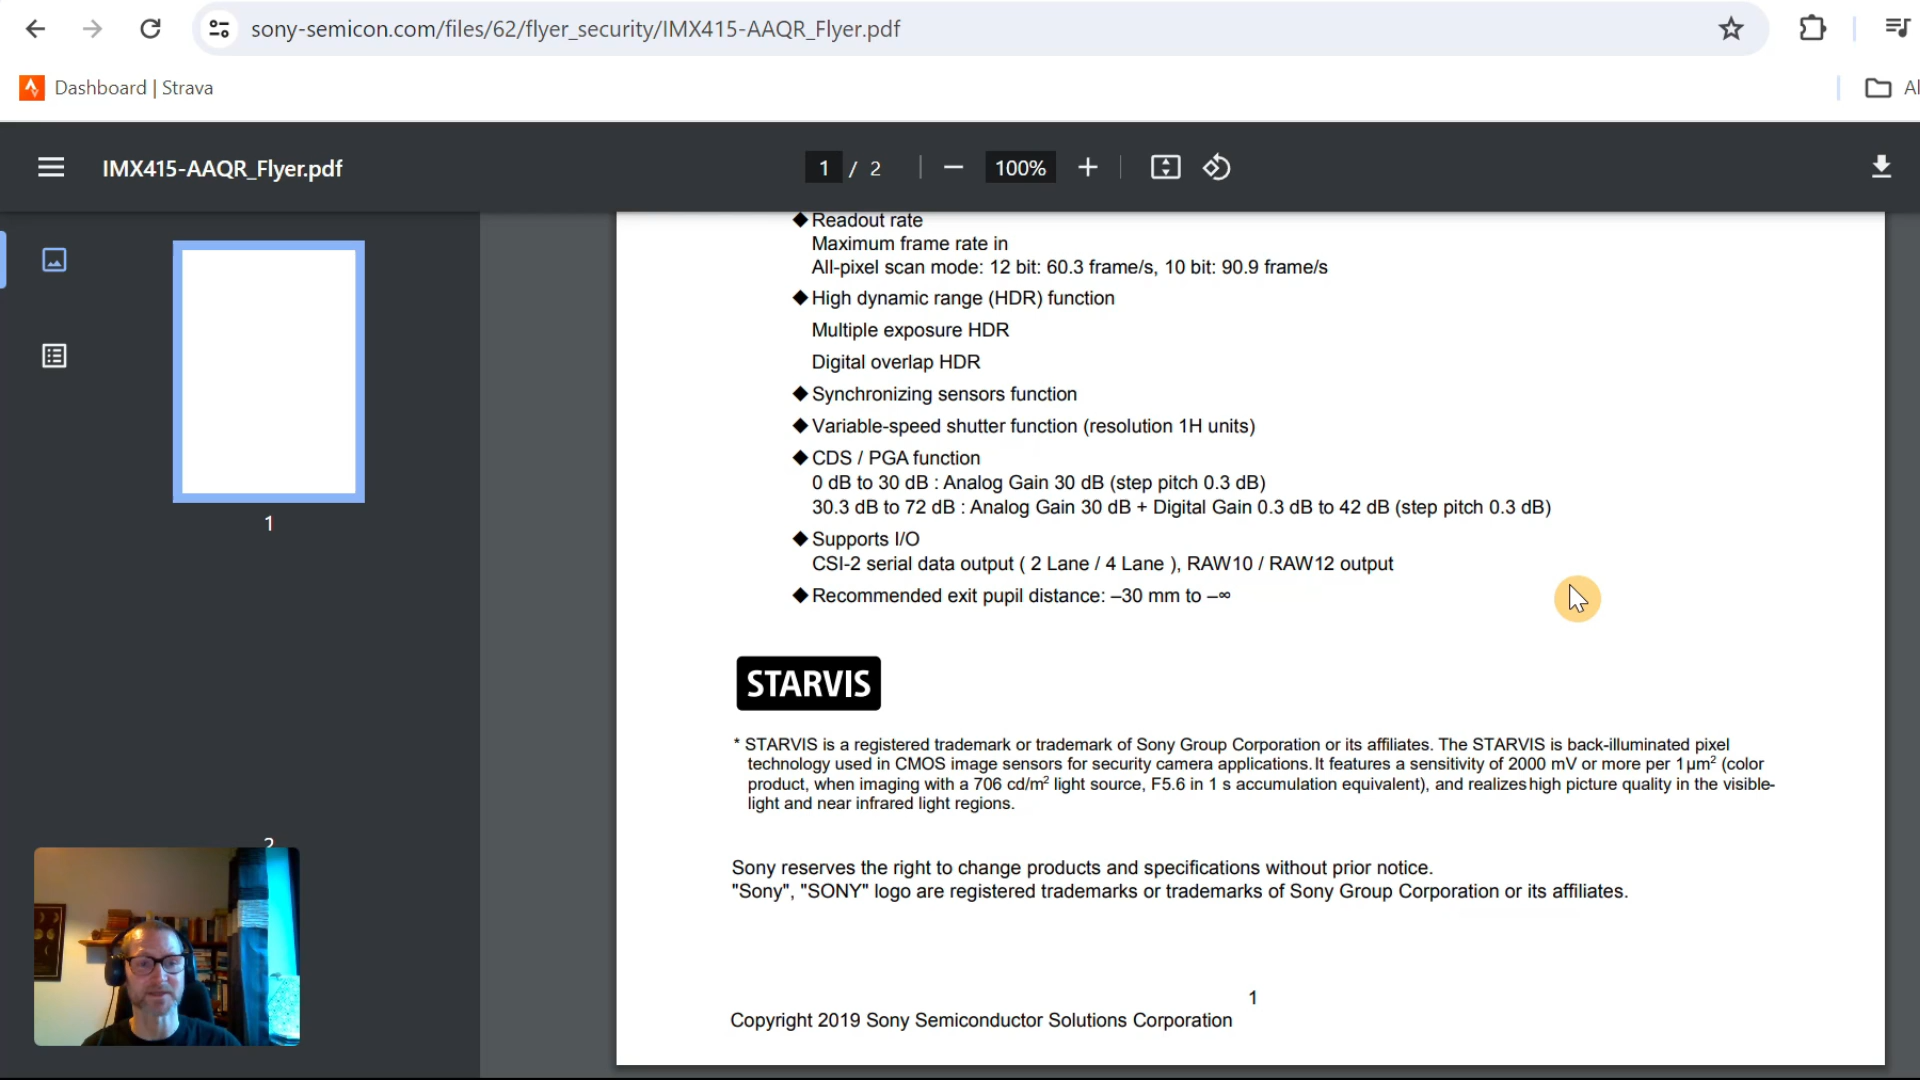 sony-semicon.com/files/62/flyer_security/IMX415-AAQR_Flyer.pdf
Dashboard | Strava
Al
IMX415-AAQR_Flyer.pdf
1 / 2
100%
◆Readout rate
Maximum frame rate in
All-pixel scan mode: 12 bit: 60.3 frame/s, 10 bit: 90.9 frame/s
◆High dynamic range (HDR) function
Multiple exposure HDR
Digital overlap HDR
◆Synchronizing sensors function
◆Variable-speed shutter function (resolution 1H units)
◆CDS / PGA function
0 dB to 30 dB : Analog Gain 30 dB (step pitch 0.3 dB)
30.3 dB to 72 dB : Analog Gain 30 dB + Digital Gain 0.3 dB to 42 dB (step pitch 0.3 dB)
◆Supports I/O
CSI-2 serial data output ( 2 Lane / 4 Lane ), RAW10 / RAW12 output
◆Recommended exit pupil distance: –30 mm to –∞
STARVIS
* STARVIS is a registered trademark or trademark of Sony Group Corporation or its affiliates. The STARVIS is back-illuminated pixel
technology used in CMOS image sensors for security camera applications. It features a sensitivity of 2000 mV or more per 1 µm² (color
product, when imaging with a 706 cd/m² light source, F5.6 in 1 s accumulation equivalent), and realizes high picture quality in the visible-
light and near infrared light regions.
Sony reserves the right to change products and specifications without prior notice.
"Sony", "SONY" logo are registered trademarks or trademarks of Sony Group Corporation or its affiliates.
1
Copyright 2019 Sony Semiconductor Solutions Corporation
1
2